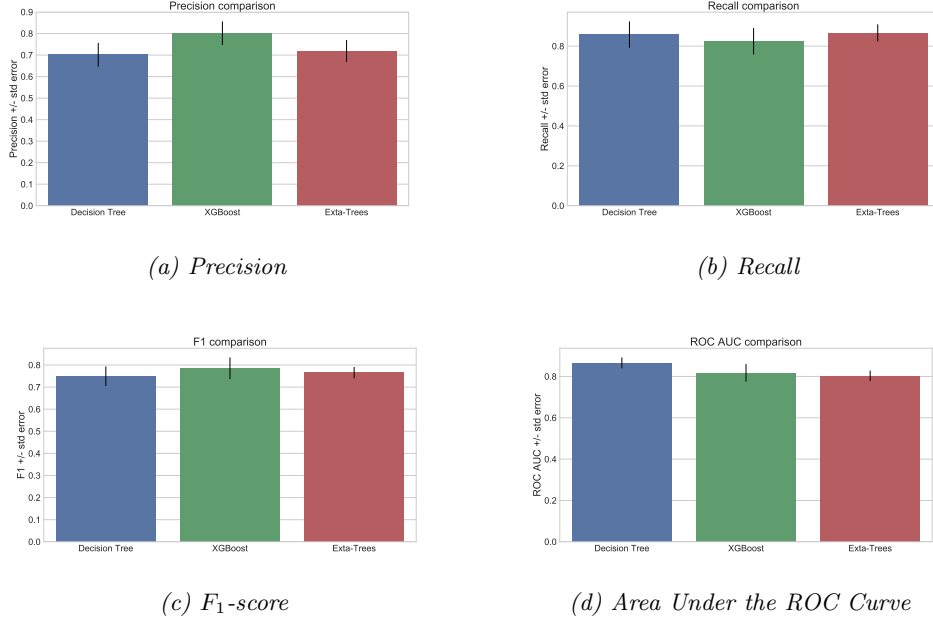 Precision comparison
0.9
0.8
0.7
0.6
0.5
0.4
0.3
0.2
0.1
0.0
Precision +/- std error
Decision Tree XGBoost Exta-Trees
(a) Precision
Recall comparison
0.8
0.6
0.4
0.2
0.0
Recall +/- std error
Decision Tree XGBoost Exta-Trees
(b) Recall
F1 comparison
0.8
0.7
0.6
0.5
0.4
0.3
0.2
0.1
0.0
F1 +/- std error
Decision Tree XGBoost Exta-Trees
(c) F₁-score
ROC AUC comparison
0.8
0.6
0.4
0.2
0.0
ROC AUC +/- std error
Decision Tree XGBoost Exta-Trees
(d) Area Under the ROC Curve